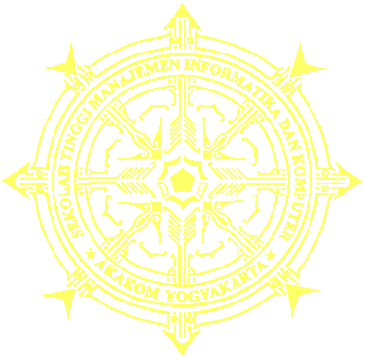 SEKOLAH TINGGI MANAJEMEN INFORMATIKA DAN KOMPUTER
★ AKAKOM YOGYAKARTA ★